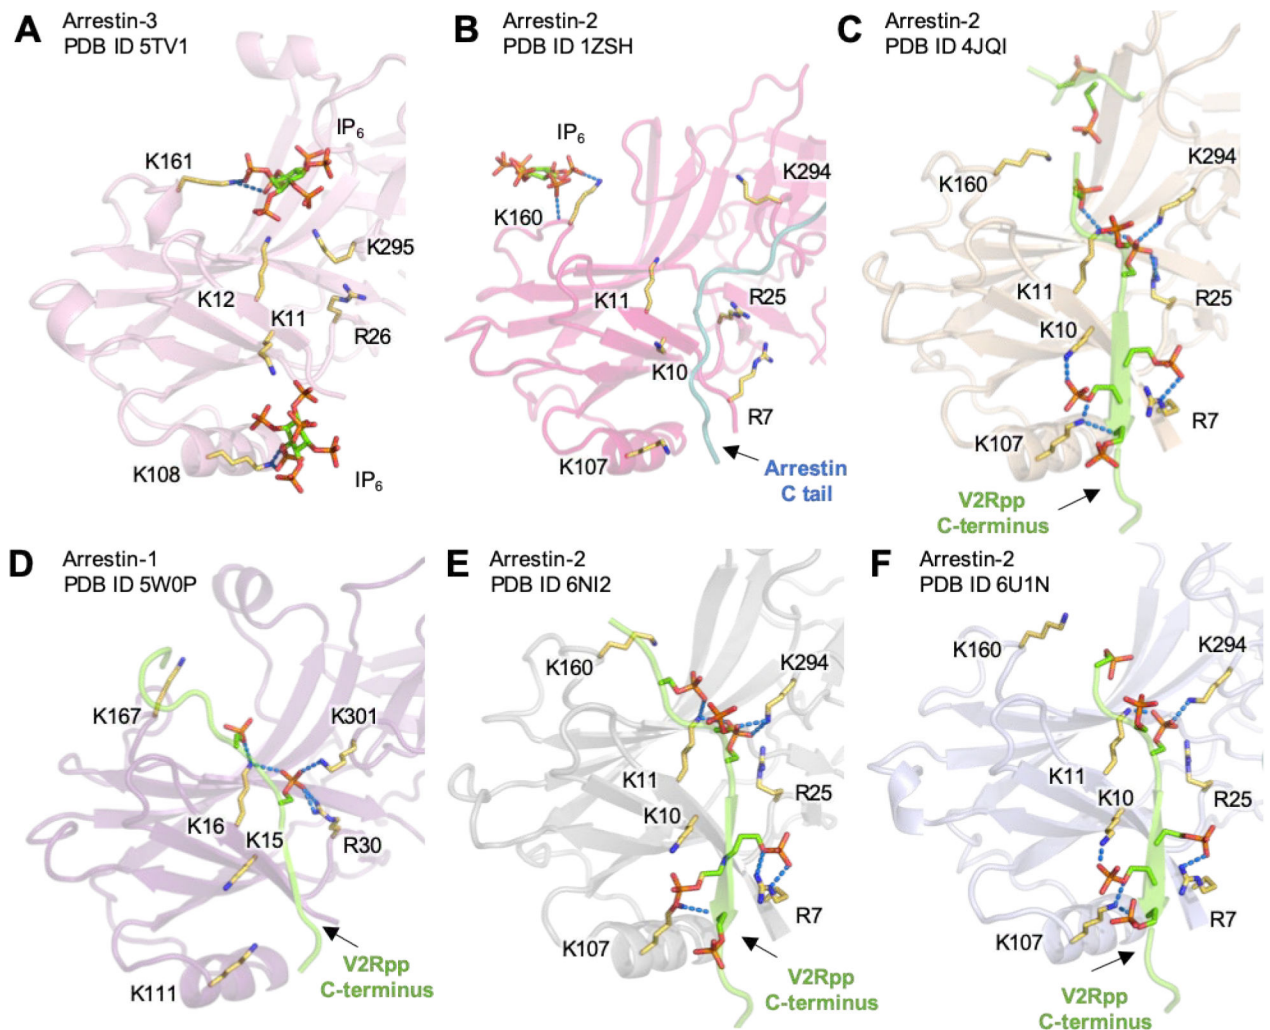 A
Arrestin-3
PDB ID 5TV1
IP6
K161
K295
K12
K11
R26
K108
IP6
B
Arrestin-2
PDB ID 1ZSH
IP6
K294
K160
K11
R25
K10
R7
K107
Arrestin
C tail
C
Arrestin-2
PDB ID 4JQI
K294
K160
K11
R25
K10
R7
K107
V2Rpp
C-terminus
D
Arrestin-1
PDB ID 5W0P
K167
K301
K16
K15
R30
K111
V2Rpp
C-terminus
E
Arrestin-2
PDB ID 6NI2
K160
K294
K11
R25
K10
R7
K107
V2Rpp
C-terminus
F
Arrestin-2
PDB ID 6U1N
K160
K294
K11
K10
R25
R7
K107
V2Rpp
C-terminus